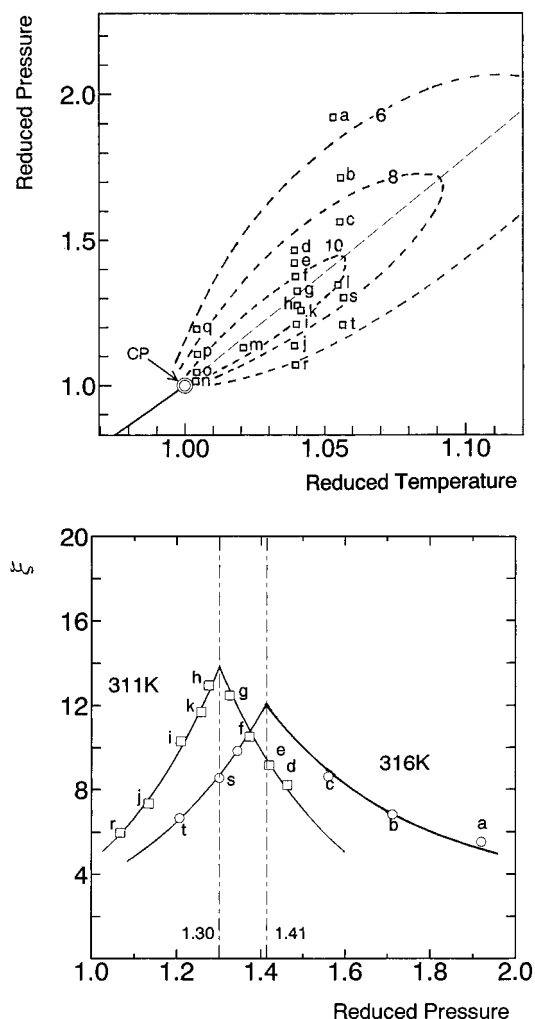 Reduced Pressure
2.0
1.5
1.0
a
6
b
8
c
d
10
e
f
l
g
s
h
k
i
t
q
m
j
p
r
CP
o
n
1.00
1.05
1.10
Reduced Temperature
ξ
20
16
12
8
4
311K
h
g
k
f
i
e
d
316K
j
s
c
r
t
b
a
1.30
1.41
1.0
1.2
1.4
1.6
1.8
2.0
Reduced Pressure